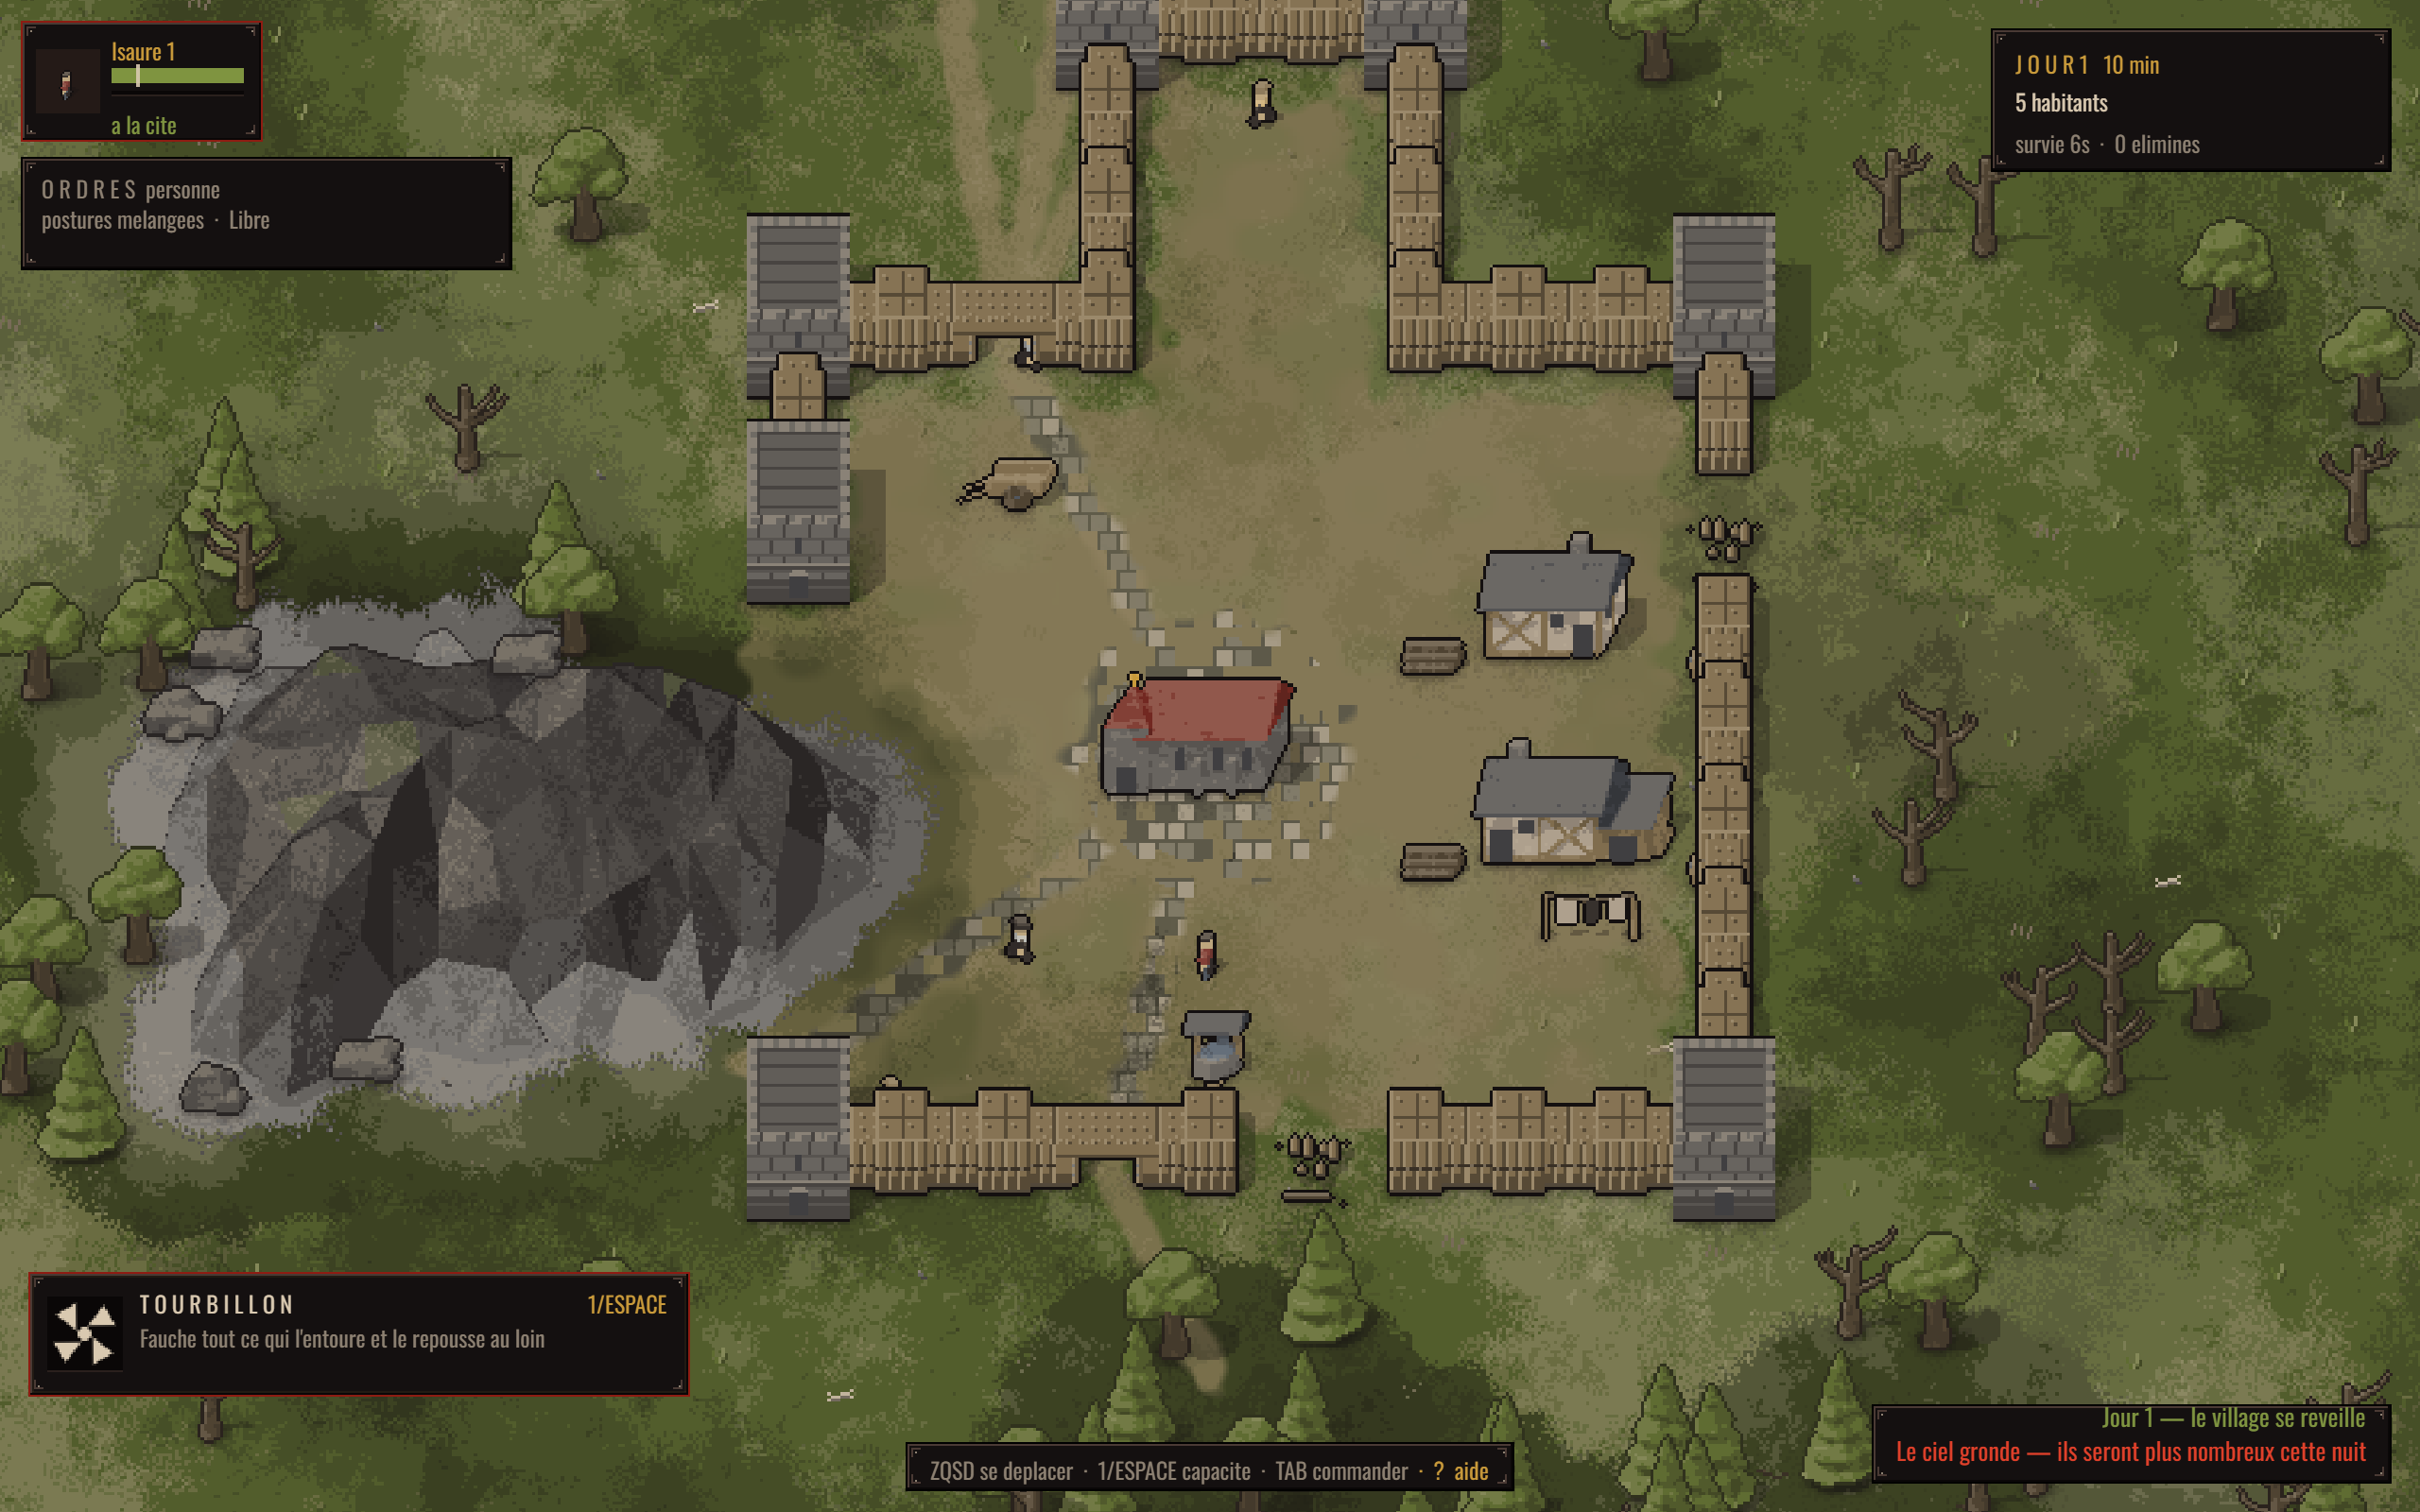 Isaure 1
a la cite
ORDRES personne
postures melangees · Libre
JOUR1 10 min
5 habitants
survie 6s · 0 elimines
TOURBILLON 1/ESPACE
Fauche tout ce qui l'entoure et le repousse au loin
ZQSD se deplacer · 1/ESPACE capacite · TAB commander · ? aide
Jour 1 — le village se reveille
Le ciel gronde — ils seront plus nombreux cette nuit